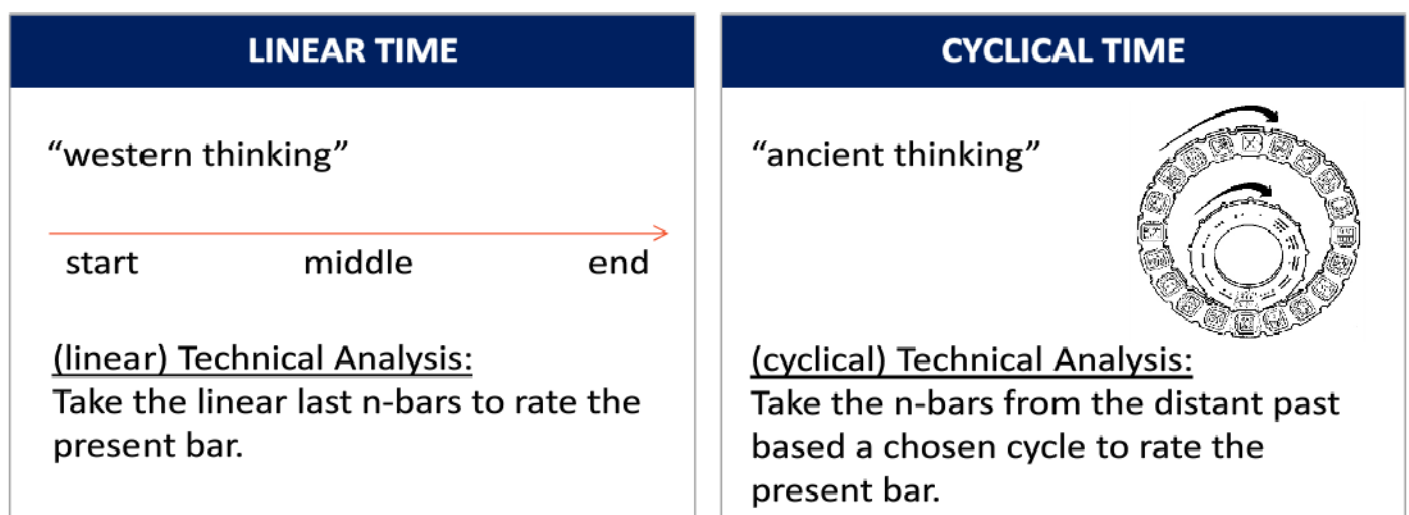 LINEAR TIME
“western thinking”
start middle end
(linear) Technical Analysis:
Take the linear last n-bars to rate the
present bar.
CYCLICAL TIME
“ancient thinking”
(cyclical) Technical Analysis:
Take the n-bars from the distant past
based a chosen cycle to rate the
present bar.